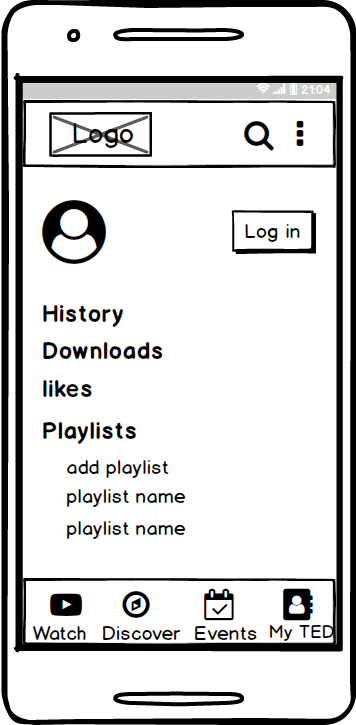 21:04
Logo
Log in
History
Downloads
likes
Playlists
add playlist
playlist name
playlist name
Watch Discover Events My TED